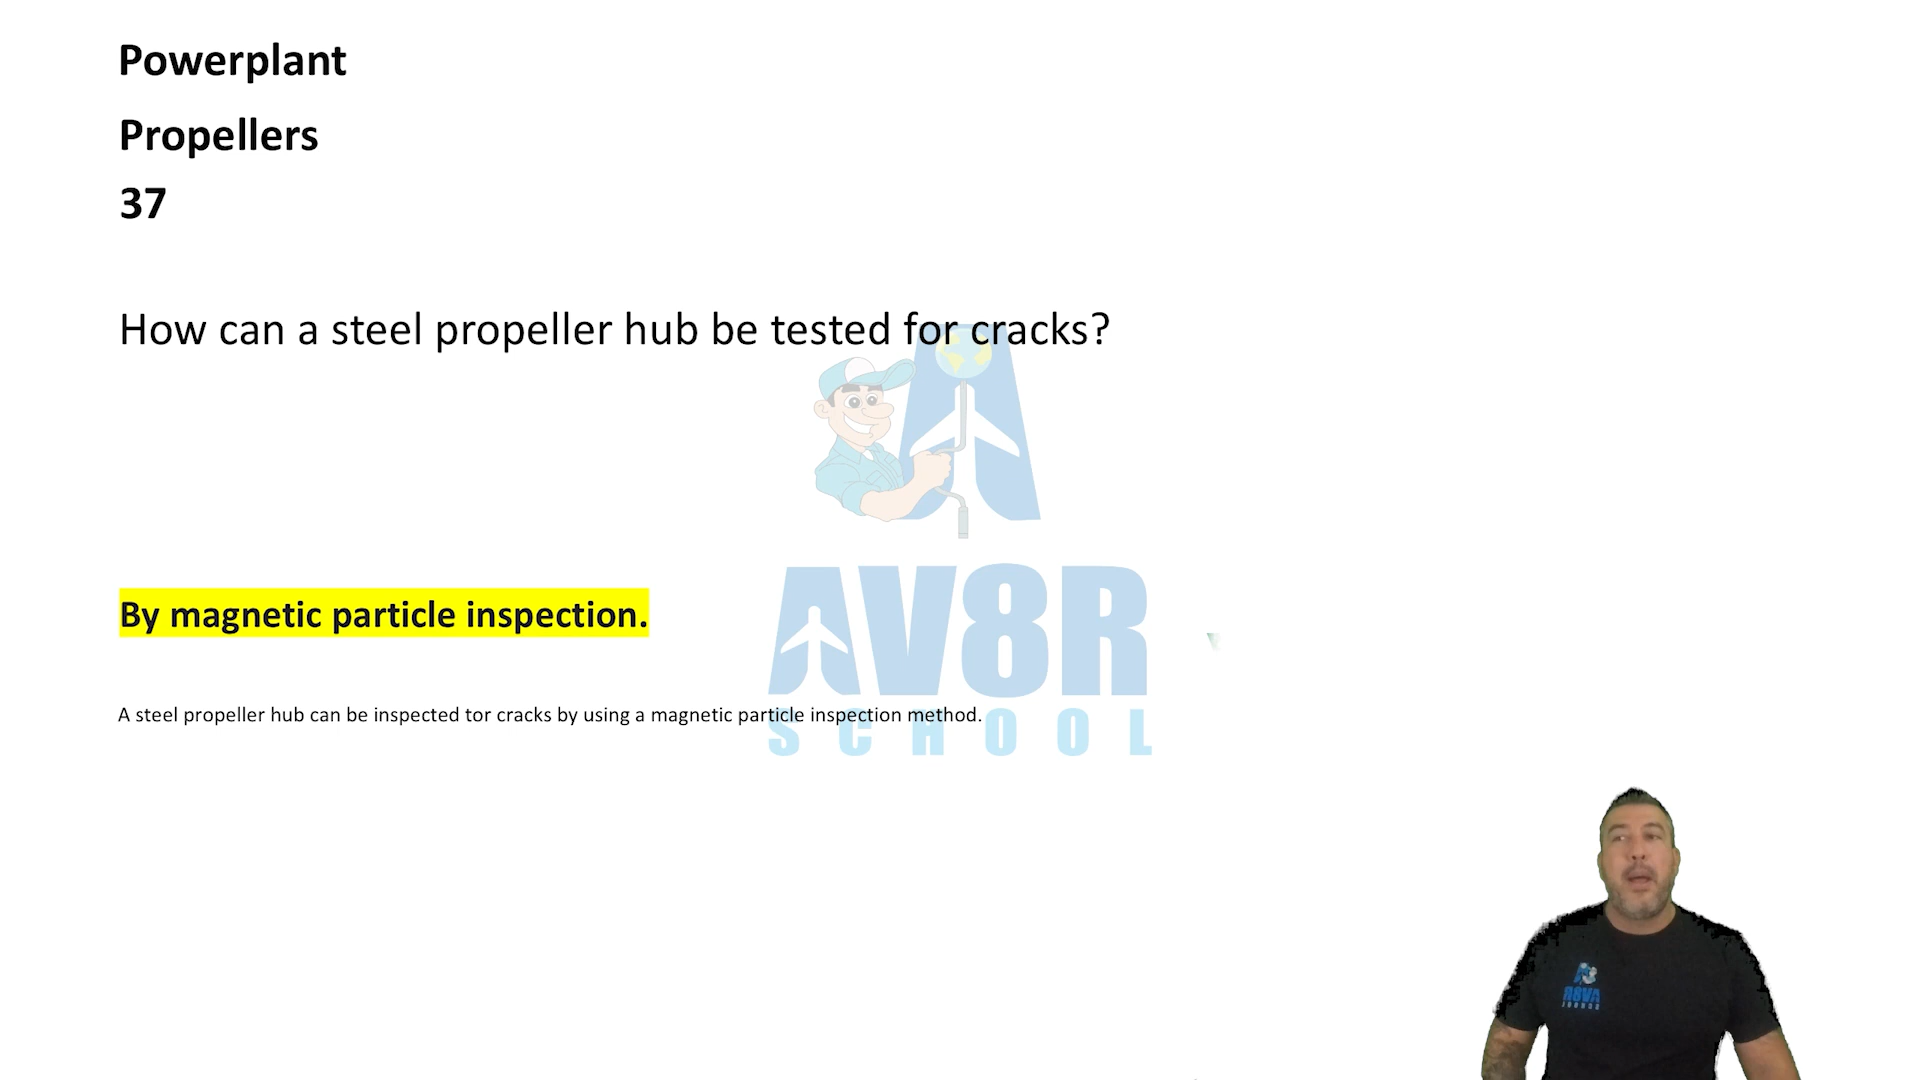 Powerplant
Propellers
37
How can a steel propeller hub be tested for cracks?
By magnetic particle inspection.
AV8R
A steel propeller hub can be inspected tor cracks by using a magnetic particle inspection method.
SCHOOL